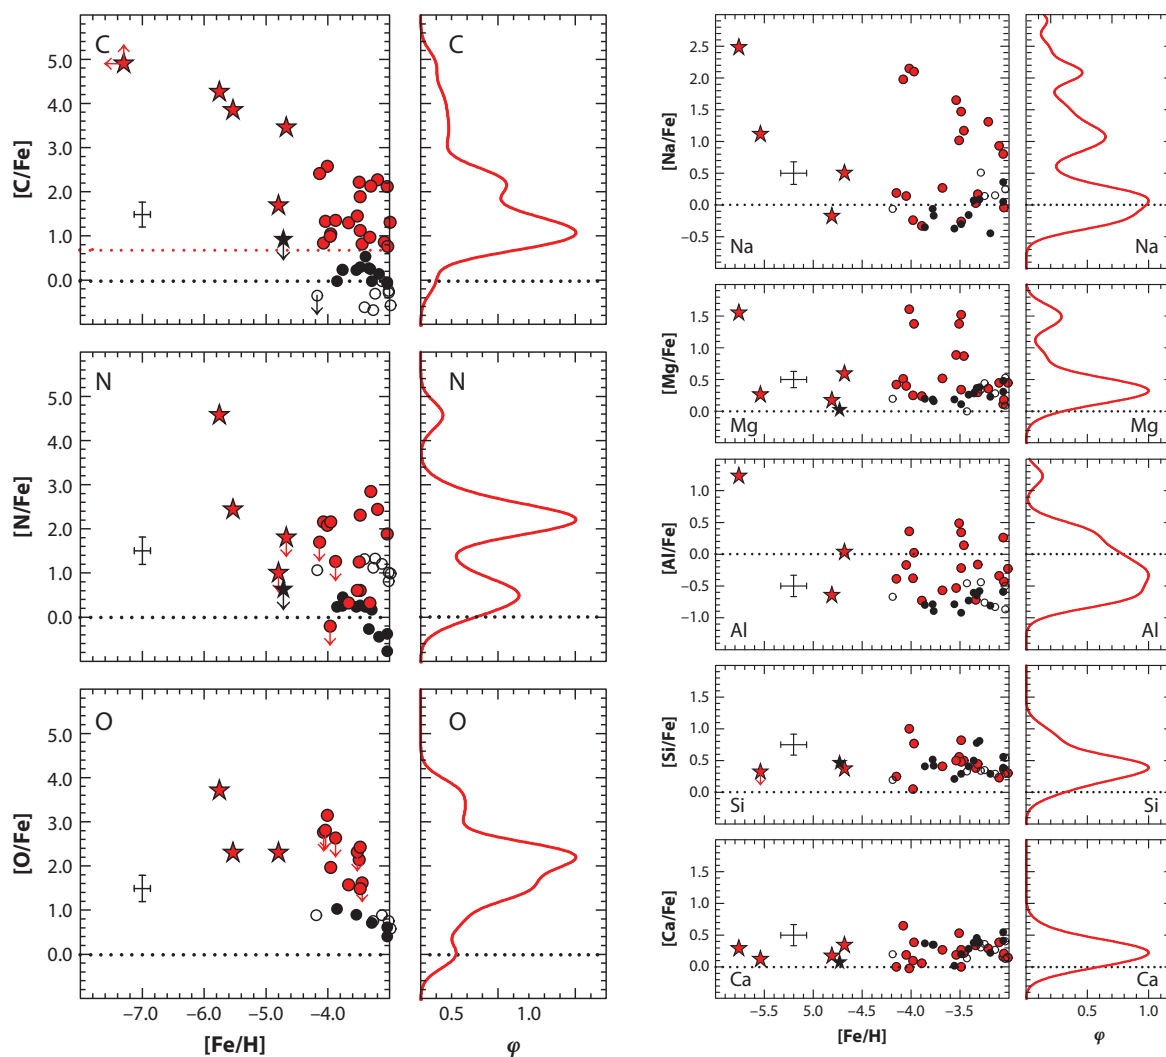 C
C
5.0
4.0
3.0
2.0
1.0
0.0
[C/Fe]
N
N
5.0
4.0
3.0
2.0
1.0
0.0
[N/Fe]
O
O
5.0
4.0
3.0
2.0
1.0
0.0
[O/Fe]
−7.0
−6.0
−5.0
−4.0
0.5
1.0
[Fe/H]
φ
2.5
2.0
1.5
1.0
0.5
0.0
−0.5
[Na/Fe]
Na
Na
1.5
1.0
0.5
0.0
[Mg/Fe]
Mg
Mg
1.0
0.5
0.0
−0.5
−1.0
[Al/Fe]
Al
Al
1.5
1.0
0.5
0.0
[Si/Fe]
Si
Si
1.5
1.0
0.5
0.0
[Ca/Fe]
Ca
Ca
−5.5
−5.0
−4.5
−4.0
−3.5
0.5
1.0
[Fe/H]
φ